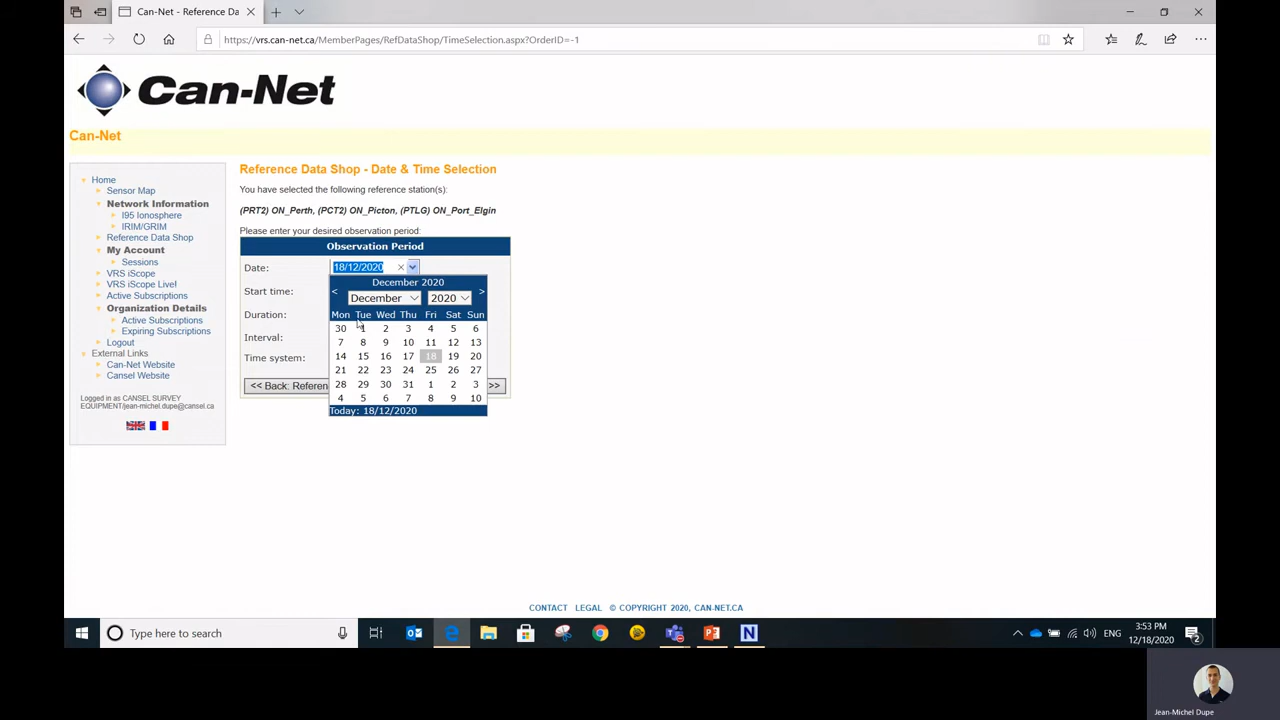 Can-Net - Reference Da
https://vrs.can-net.ca/MemberPages/RefDataShop/TimeSelection.aspx?OrderID=-1
Can-Net
Can-Net
Home
Sensor Map
Network Information
I95 Ionosphere
IRIM/GRIM
Reference Data Shop
My Account
Sessions
VRS iScope
VRS iScope Live!
Active Subscriptions
Organization Details
Active Subscriptions
Expiring Subscriptions
Logout
External Links
Can-Net Website
Cansel Website
Logged in as CANSEL SURVEY
EQUIPMENT/jean-michel.dupe@cansel.ca
Reference Data Shop - Date & Time Selection
You have selected the following reference station(s):
(PRT2) ON_Perth, (PCT2) ON_Picton, (PTLG) ON_Port_Elgin
Please enter your desired observation period:
Observation Period
Date: 18/12/2020
Start time:
Duration:
Interval:
Time system:
<< Back: Referen >>
December 2020
< December 2020 >
Mon Tue Wed Thu Fri Sat Sun
30 1 2 3 4 5 6
7 8 9 10 11 12 13
14 15 16 17 18 19 20
21 22 23 24 25 26 27
28 29 30 31 1 2 3
4 5 6 7 8 9 10
Today: 18/12/2020
CONTACT LEGAL © COPYRIGHT 2020, CAN-NET.CA
Type here to search
ENG
3:53 PM
12/18/2020
2
Jean-Michel Dupe